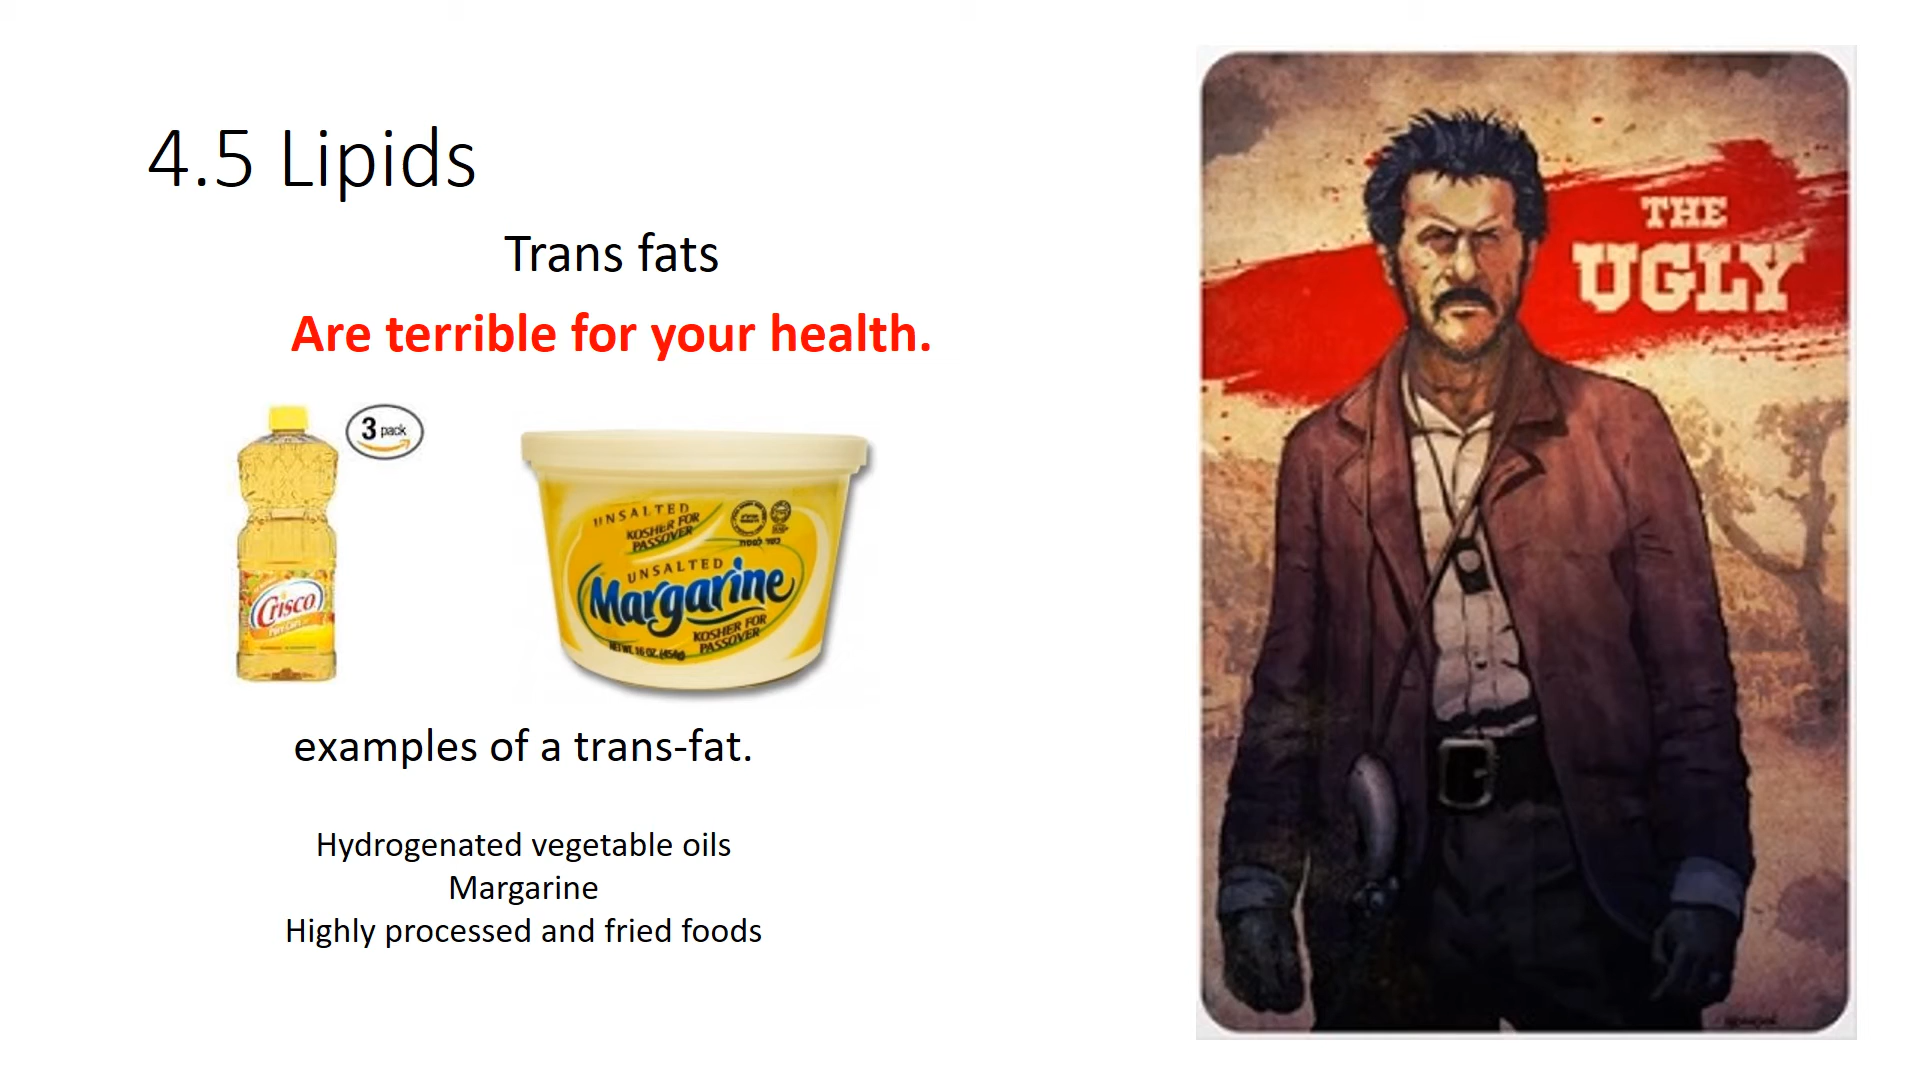 4.5 Lipids
Trans fats
Are terrible for your health.
3 pack
Crisco
UNSALTED
KOSHER FOR
PASSOVER
UNSALTED
Margarine
KOSHER FOR
PASSOVER
NET WT. 16 OZ. (454g)
examples of a trans-fat.
Hydrogenated vegetable oils
Margarine
Highly processed and fried foods
THE
UGLY